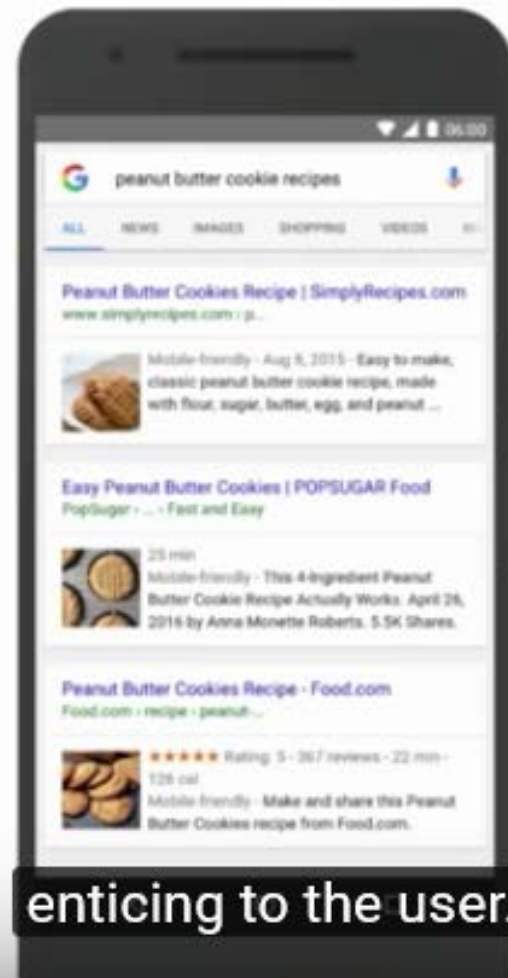 06:00
peanut butter cookie recipes
ALL NEWS IMAGES SHOPPING VIDEOS
Peanut Butter Cookies Recipe | SimplyRecipes.com
www.simplyrecipes.com › p...
Mobile-friendly - Aug 8, 2015 - Easy to make,
classic peanut butter cookie recipe, made
with flour, sugar, butter, egg, and peanut ...
Easy Peanut Butter Cookies | POPSUGAR Food
PopSugar › ... › Fast and Easy
25 min
Mobile-friendly - This 4-Ingredient Peanut
Butter Cookie Recipe Actually Works. April 26,
2016 by Anna Monette Roberts. 5.5K Shares.
Peanut Butter Cookies Recipe - Food.com
Food.com › recipe › peanut-...
★★★★★ Rating: 5 - 367 reviews - 22 min -
126 cal
Mobile-friendly - Make and share this Peanut
Butter Cookies recipe from Food.com.
enticing to the user.